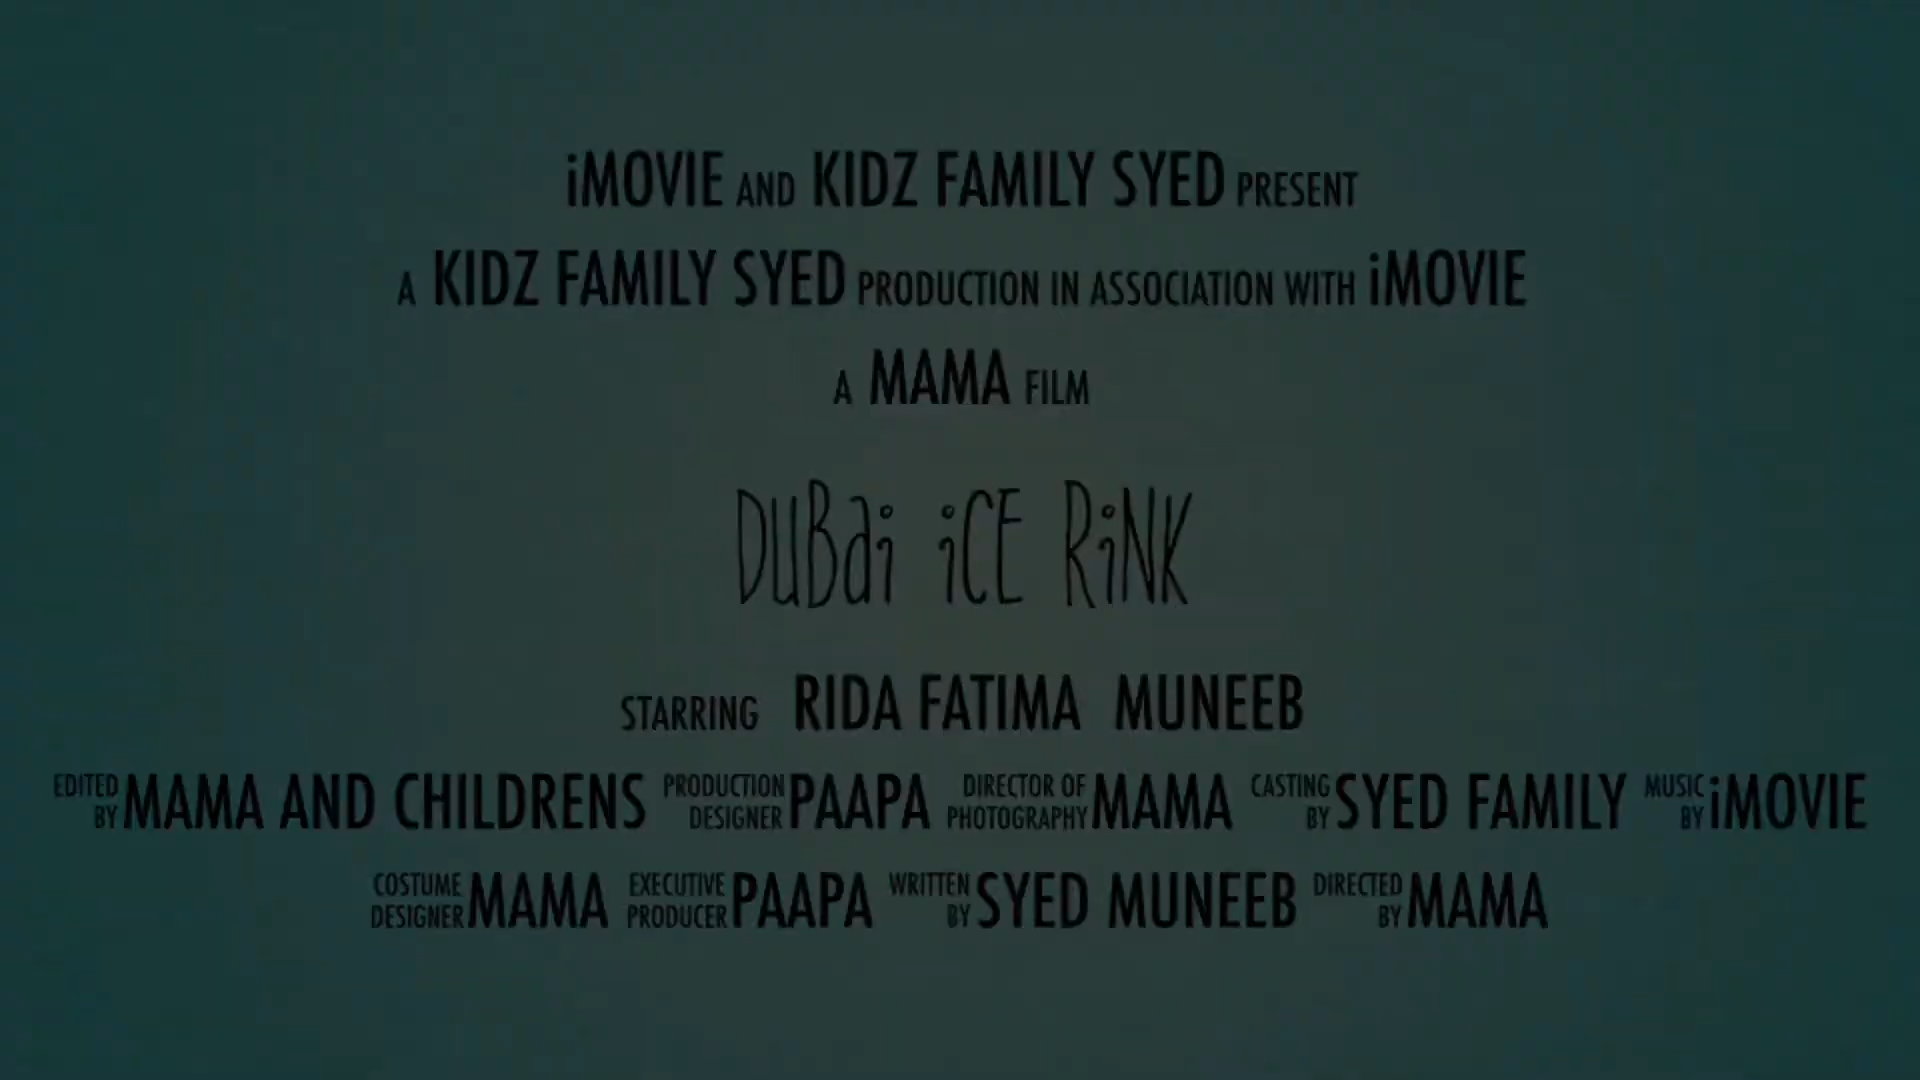 iMOVIE AND KIDZ FAMILY SYED PRESENT
A KIDZ FAMILY SYED PRODUCTION IN ASSOCIATION WITH iMOVIE
A MAMA FILM
DUBai iCE RiNK
STARRING RIDA FATIMA MUNEEB
EDITED BY MAMA AND CHILDRENS PRODUCTION DESIGNER PAAPA DIRECTOR OF PHOTOGRAPHY MAMA CASTING BY SYED FAMILY MUSIC BY iMOVIE
COSTUME DESIGNER MAMA EXECUTIVE PRODUCER PAAPA WRITTEN BY SYED MUNEEB DIRECTED BY MAMA